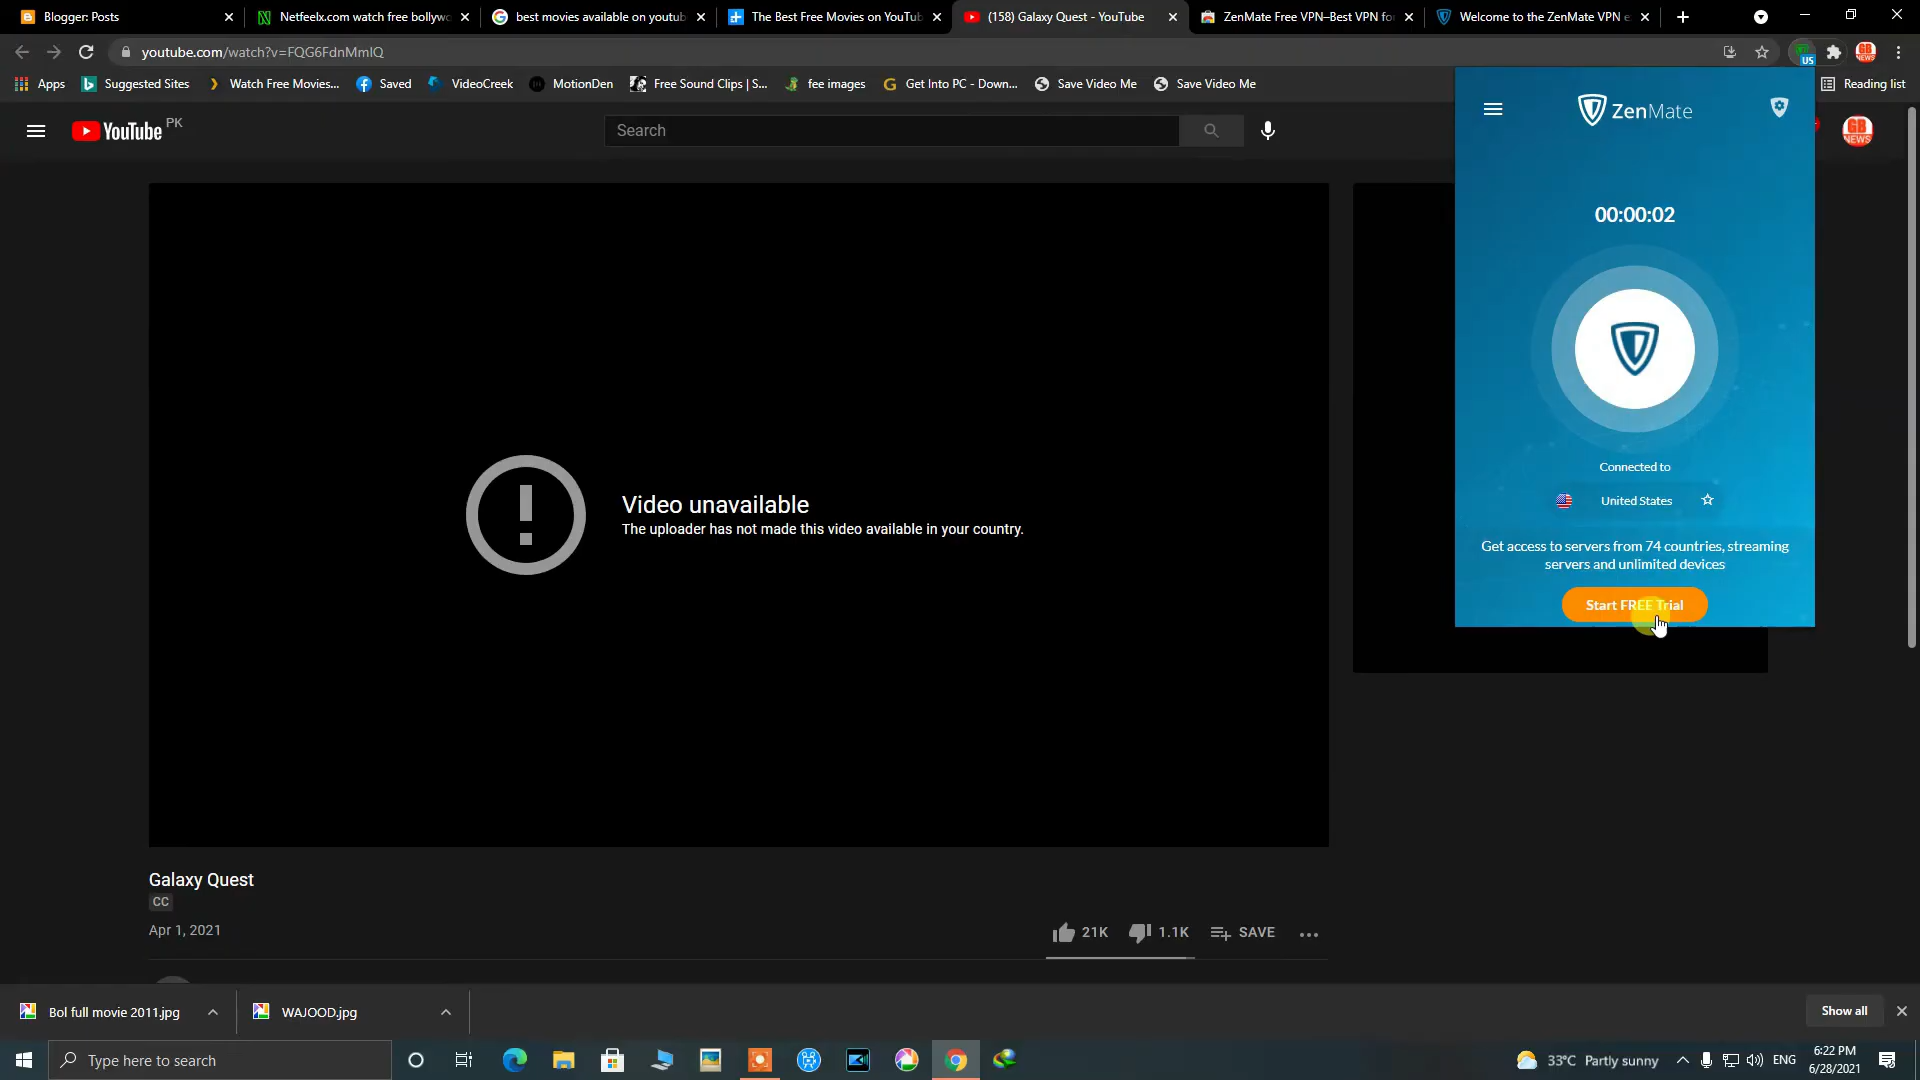 Blogger: Posts
Netfeelx.com watch free bollywo
best movies available on youtub
The Best Free Movies on YouTub
(158) Galaxy Quest - YouTube
ZenMate Free VPN–Best VPN fo
Welcome to the ZenMate VPN e
youtube.com/watch?v=FQG6FdnMmlQ
US
GB
NEWS
Apps
Suggested Sites
Watch Free Movies...
Saved
VideoCreek
MotionDen
Free Sound Clips | S...
fee images
Get Into PC - Down...
Save Video Me
Save Video Me
Reading list
YouTube PK
Search
GB
NEWS
ZenMate
00:00:02
Connected to
United States
Get access to servers from 74 countries, streaming
servers and unlimited devices
Start FREE Trial
Video unavailable
The uploader has not made this video available in your country.
Galaxy Quest
CC
Apr 1, 2021
21K
1.1K
SAVE
Bol full movie 2011.jpg
WAJOOD.jpg
Show all
Type here to search
33°C Partly sunny
ENG
6:22 PM
6/28/2021